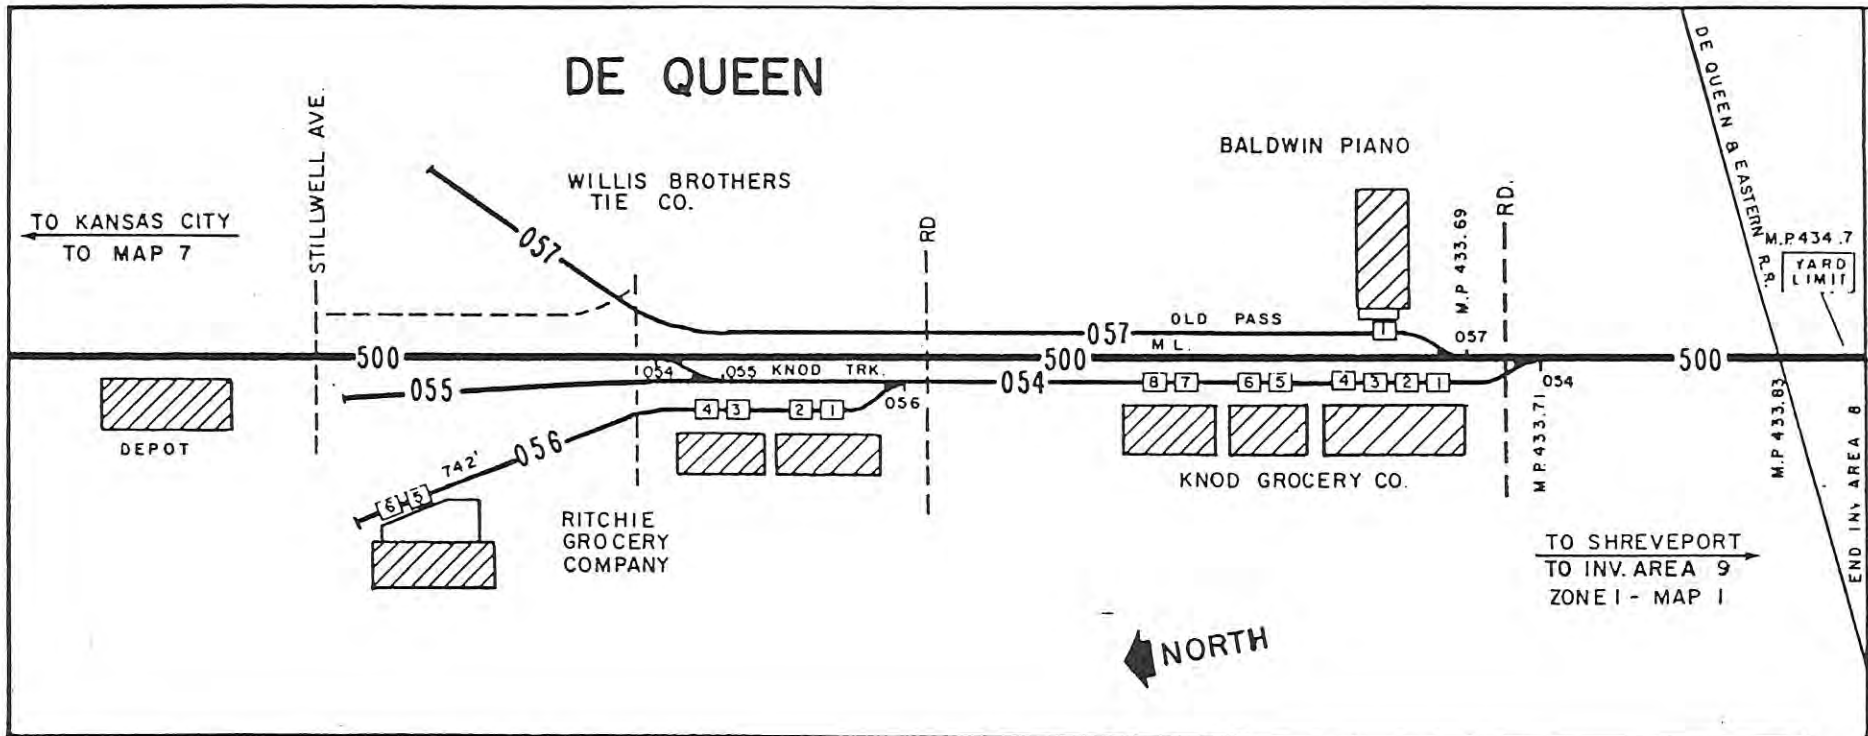 DE QUEEN
STILLWELL AVE.
WILLIS BROTHERS
TIE CO.
BALDWIN PIANO
DE QUEEN & EASTERN R.R.
TO KANSAS CITY
TO MAP 7
057
RD
M.P. 433.69
RD.
M.P. 434.7
YARD
LIMIT
057
OLD PASS
1
057
500
500
M L.
500
054
055
KNOD TRK.
054
8 7
6 5
4 3 2 1
054
055
056
4 3
2 1
DEPOT
056
742'
6 5
KNOD GROCERY CO.
M P. 433.71
M.P. 433.83
END INV AREA 8
RITCHIE
GROCERY
COMPANY
TO SHREVEPORT
TO INV. AREA 9
ZONE 1 - MAP 1
NORTH